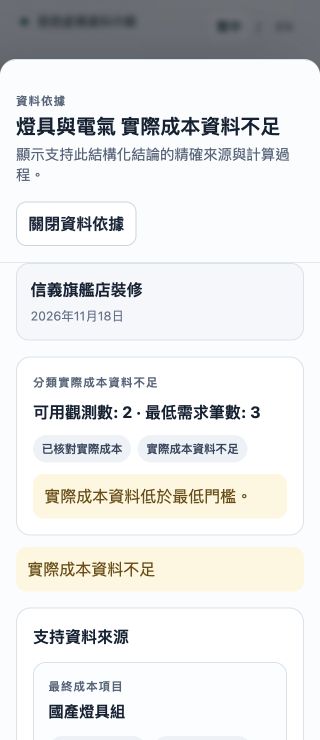 資料依據
燈具與電氣 實際成本資料不足
顯示支持此結構化結論的精確來源與計算過
程。
關閉資料依據
信義旗艦店裝修
2026年11月18日
分類實際成本資料不足
可用觀測數: 2 · 最低需求筆數: 3
已核對實際成本
實際成本資料不足
實際成本資料低於最低門檻。
實際成本資料不足
支持資料來源
最終成本項目
國產燈具組